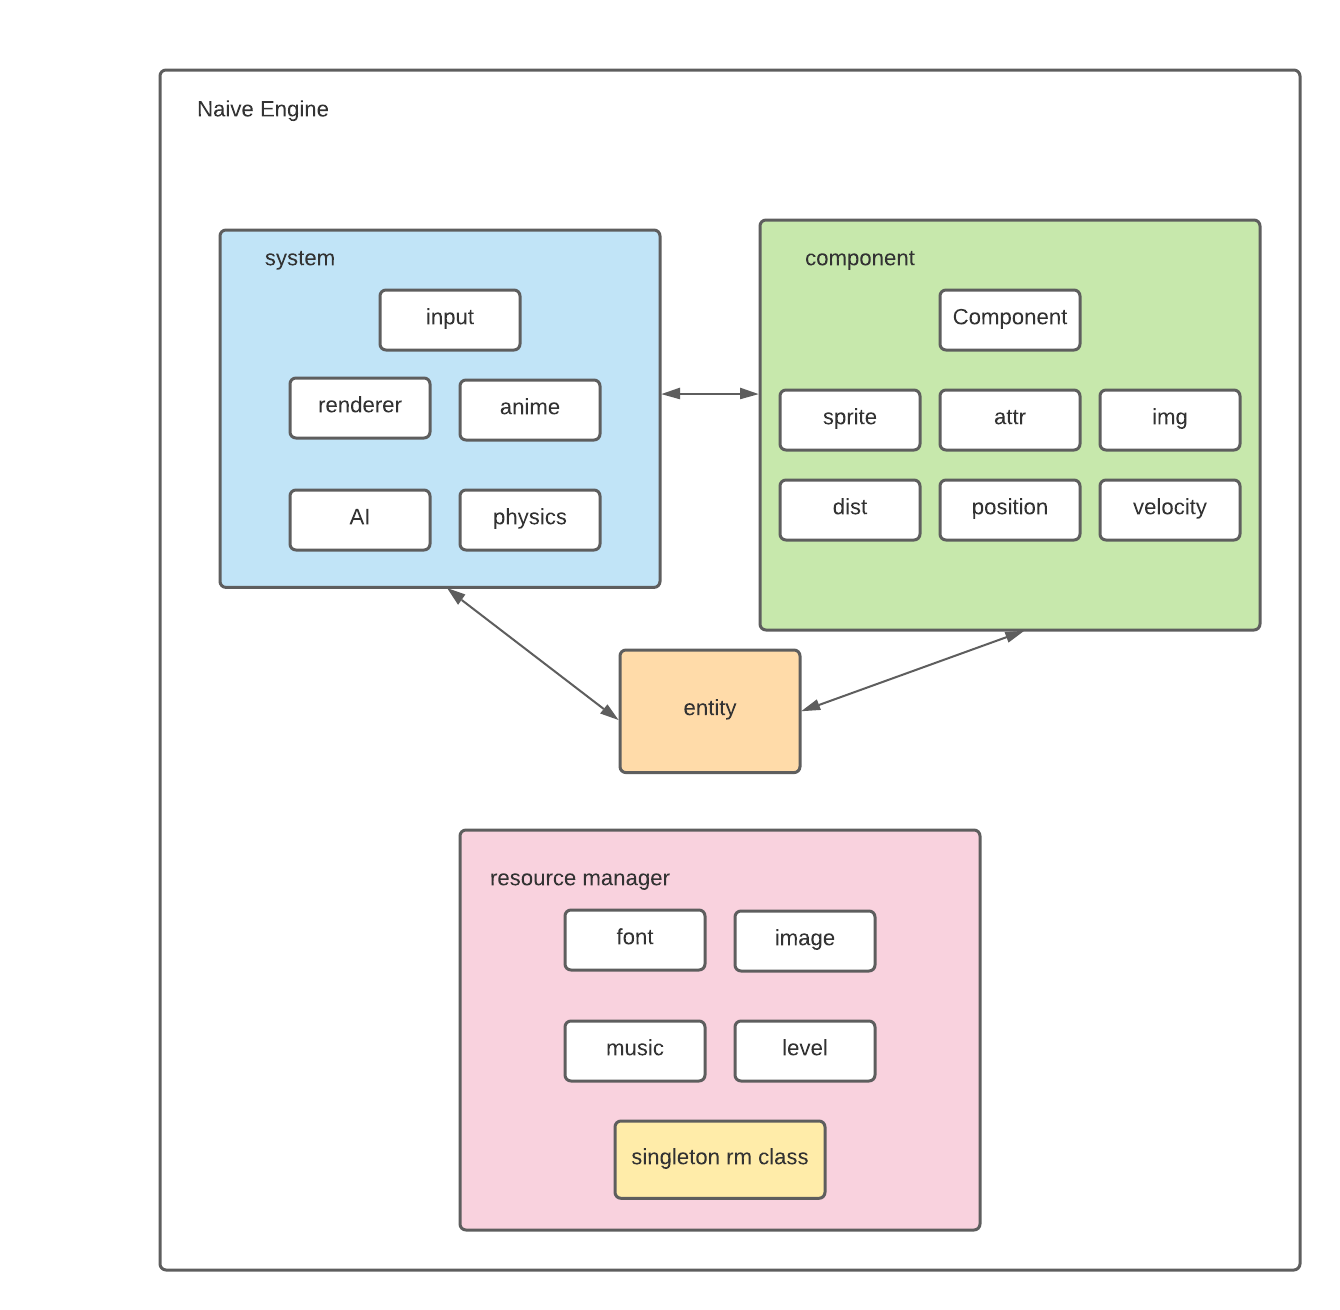 Naive Engine
system
input
renderer
anime
AI
physics
component
Component
sprite
attr
img
dist
position
velocity
entity
resource manager
font
image
music
level
singleton rm class